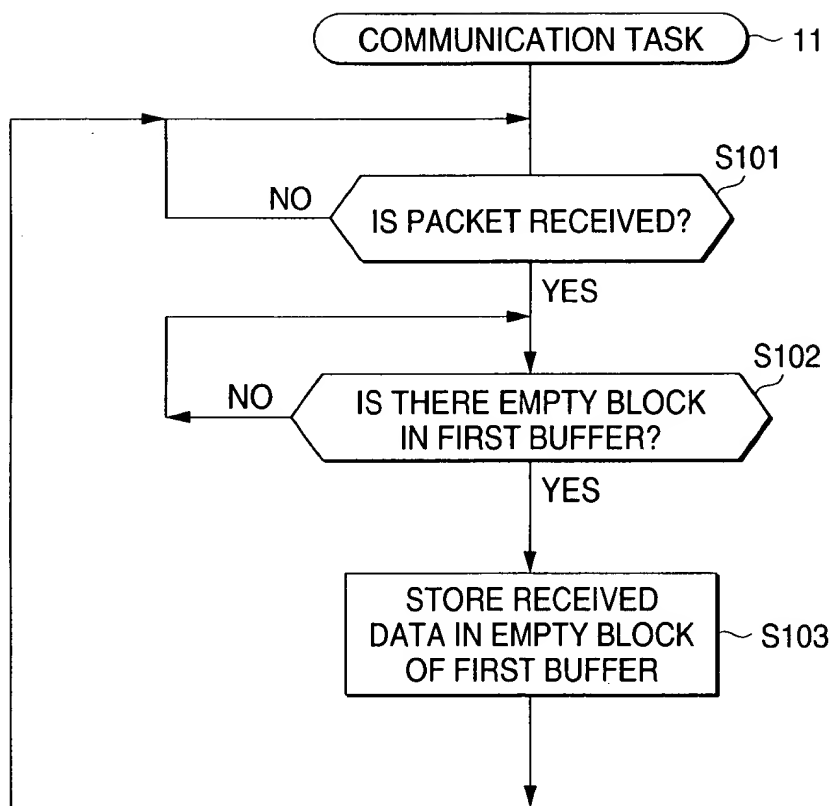 COMMUNICATION TASK
11
S101
NO
IS PACKET RECEIVED?
YES
S102
NO
IS THERE EMPTY BLOCK
IN FIRST BUFFER?
YES
STORE RECEIVED
DATA IN EMPTY BLOCK
OF FIRST BUFFER
S103